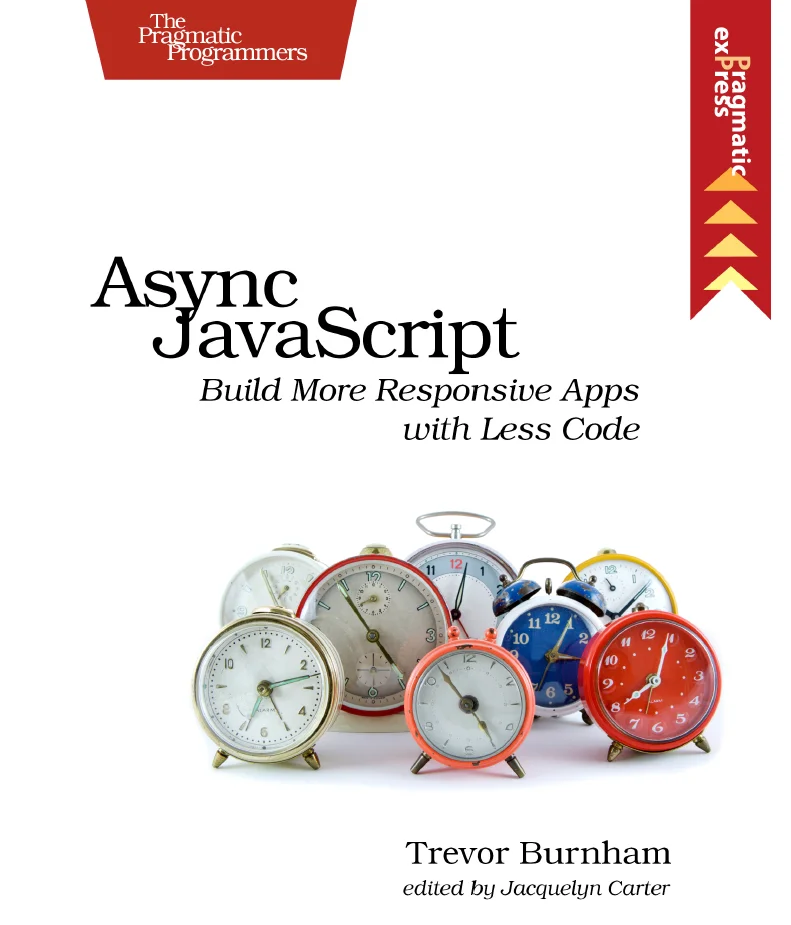 The
Pragmatic
Programmers
Pragmatic
exPress
Async
JavaScript
Build More Responsive Apps
with Less Code
Trevor Burnham
edited by Jacquelyn Carter